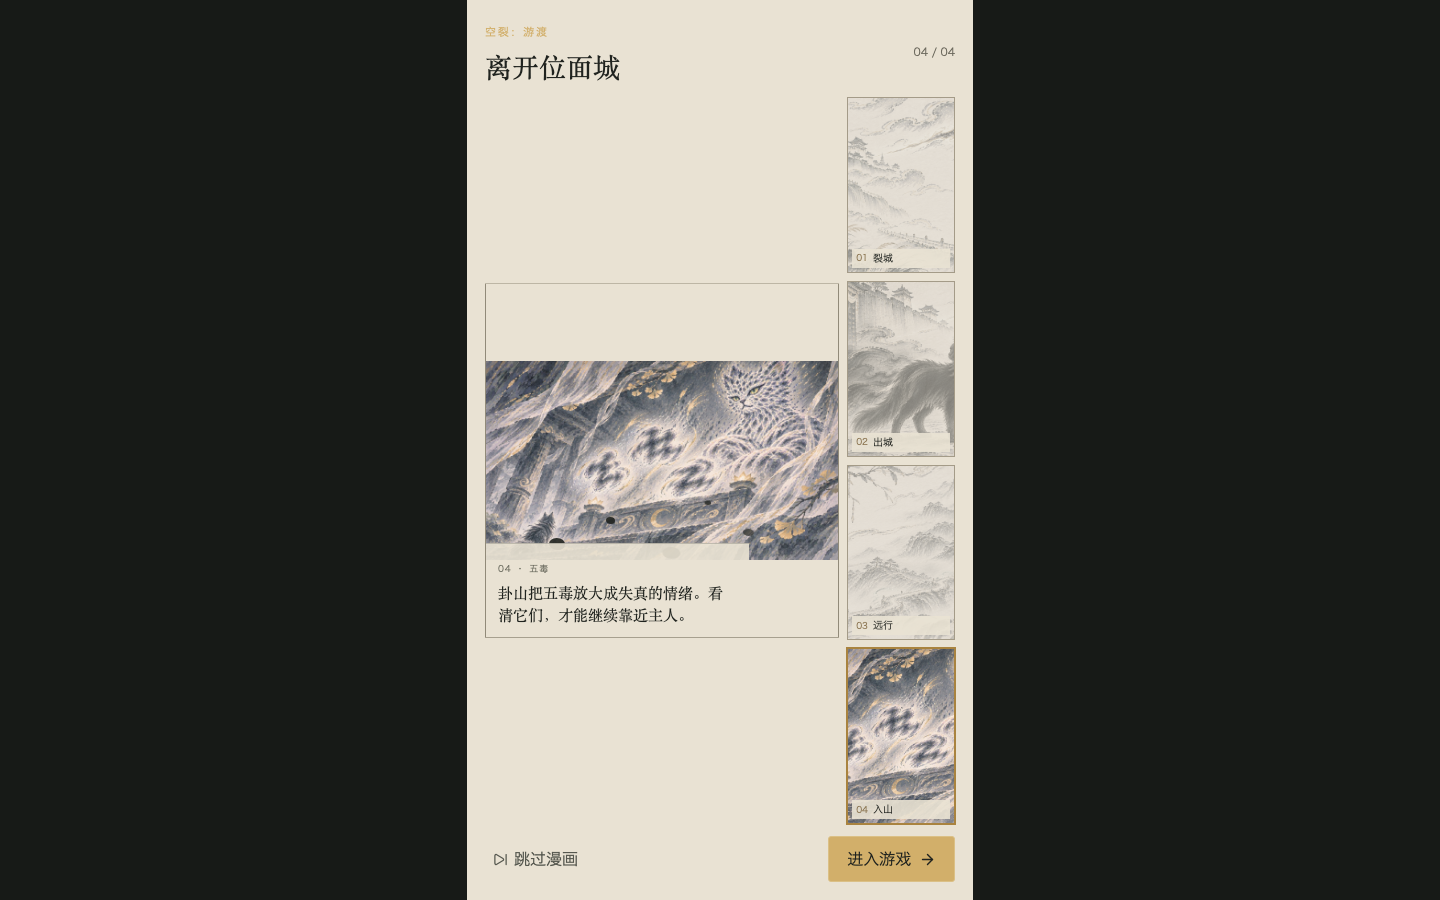 空裂：游渡
离开位面城
04 / 04
01 裂城
02 出城
03 远行
04 入山
04 · 五毒
卦山把五毒放大成失真的情绪。看
清它们，才能继续靠近主人。
跳过漫画
进入游戏 →